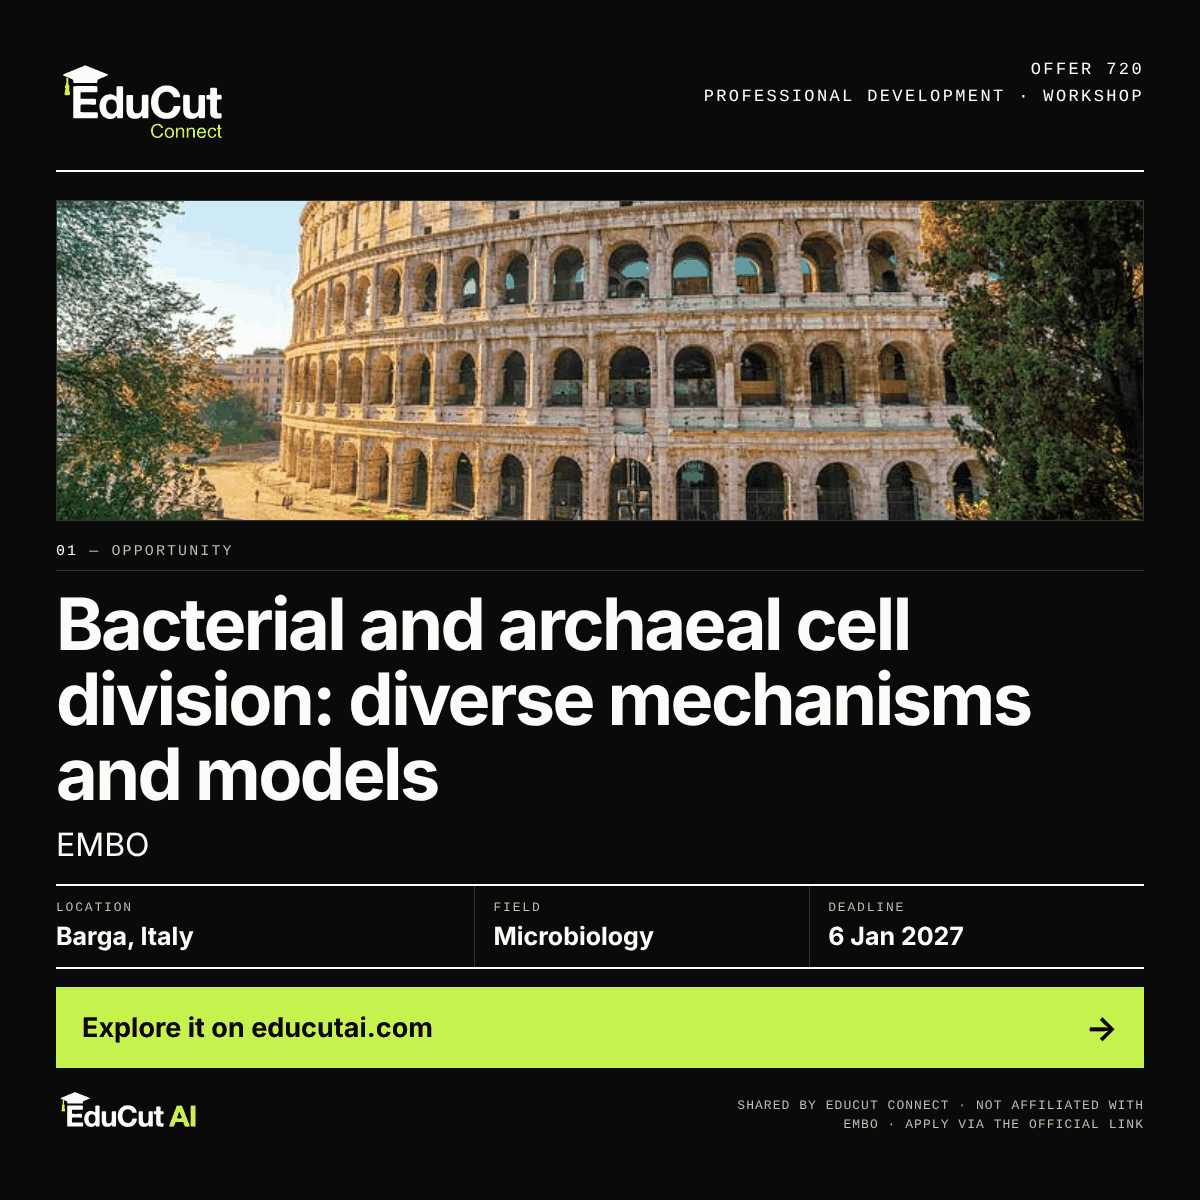 EduCut
Connect
OFFER 720
PROFESSIONAL DEVELOPMENT · WORKSHOP
01 — OPPORTUNITY
Bacterial and archaeal cell
division: diverse mechanisms
and models
EMBO
LOCATION
Barga, Italy
FIELD
Microbiology
DEADLINE
6 Jan 2027
Explore it on educutai.com →
EduCut AI
SHARED BY EDUCUT CONNECT · NOT AFFILIATED WITH
EMBO · APPLY VIA THE OFFICIAL LINK